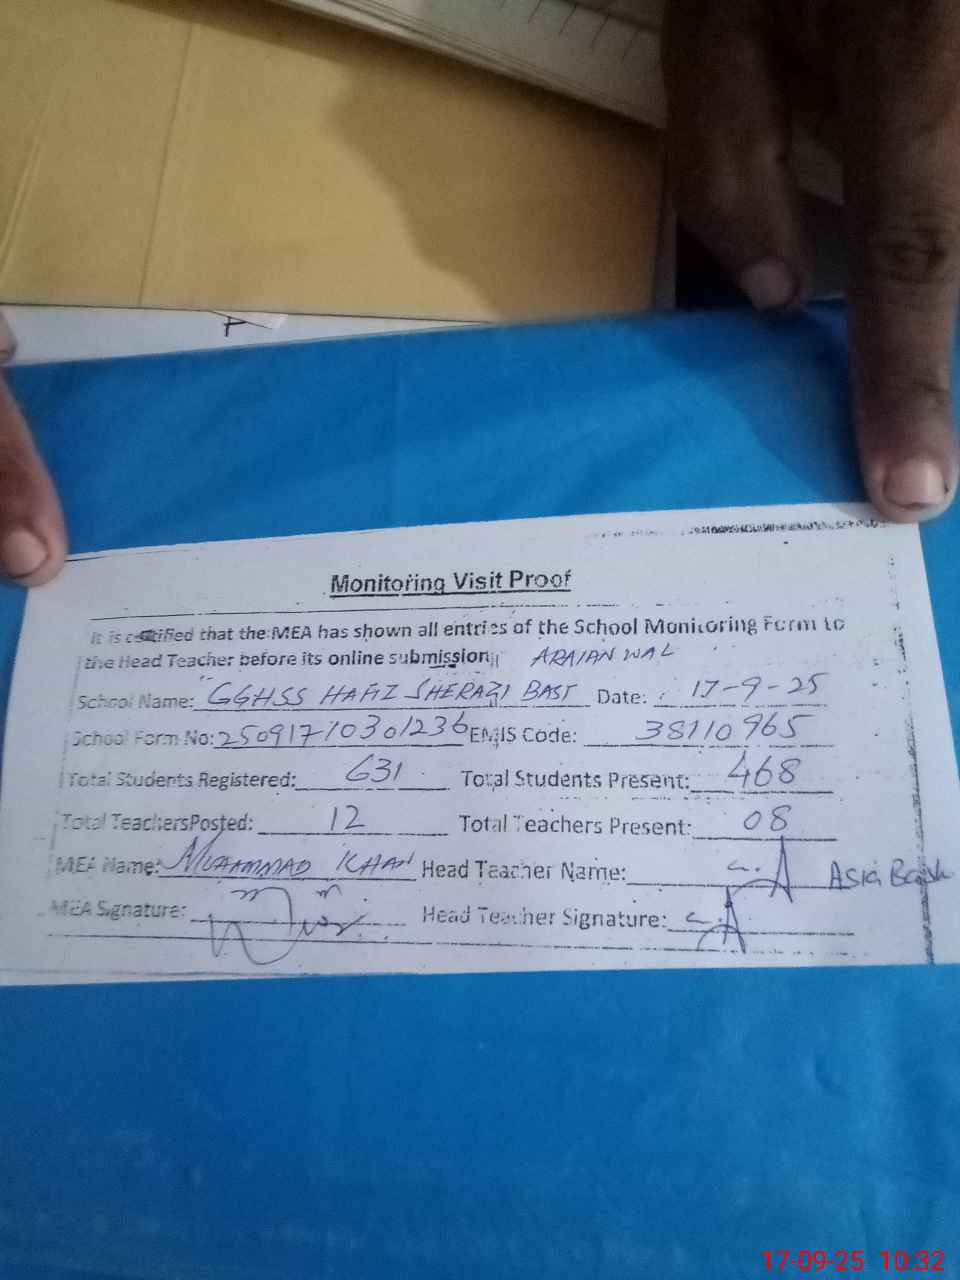 Monitoring Visit Proof
It is certified that the MEA has shown all entries of the School Monitoring Form to
the Head Teacher before its online submission, ARAIAN WAL
School Name: GGHSS HAFIZ SHERAZI BAST Date: 17-9-25
School Form No: 2509171030 1236 EMIS Code: 38110965
Total Students Registered: 631 Total Students Present: 468
Total TeachersPosted: 12 Total Teachers Present: 08
MEA Name: MUHAMMAD KHAN Head Teacher Name: Asia
MEA Signature: Head Teacher Signature:
17-09-25 10:32